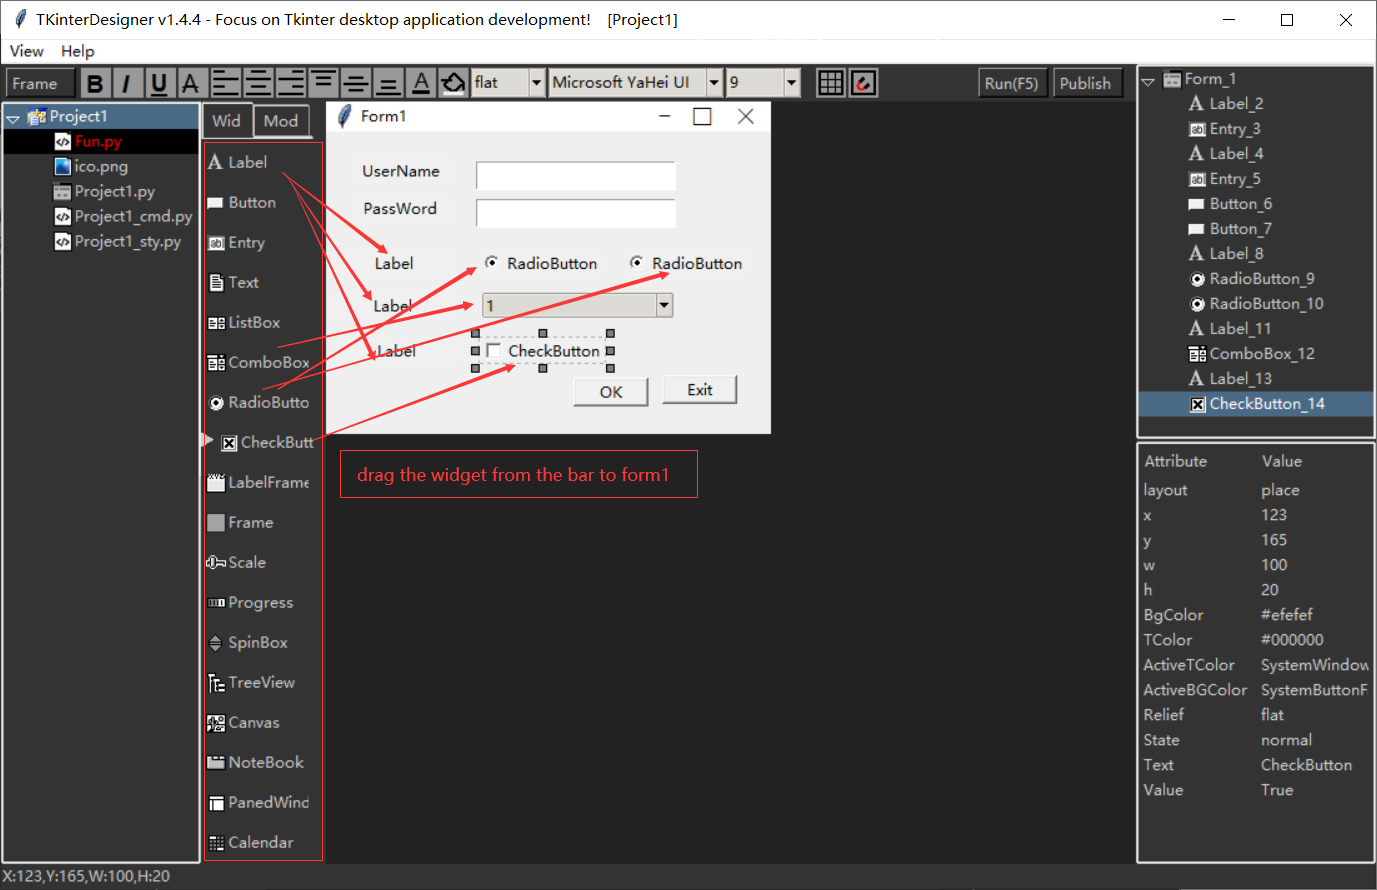 TKinterDesigner v1.4.4 - Focus on Tkinter desktop application development! [Project1]
View Help
Frame B I U A A flat Microsoft YaHei UI 9 Run(F5) Publish
Project1
Fun.py
ico.png
Project1.py
Project1_cmd.py
Project1_sty.py
Wid Mod
Label
Button
Entry
Text
ListBox
ComboBox
RadioButto
CheckButt
LabelFrame
Frame
Scale
Progress
SpinBox
TreeView
Canvas
NoteBook
PanedWind
Calendar
Form1
UserName
PassWord
Label RadioButton RadioButton
Label 1
Label CheckButton
OK Exit
drag the widget from the bar to form1
Form_1
Label_2
Entry_3
Label_4
Entry_5
Button_6
Button_7
Label_8
RadioButton_9
RadioButton_10
Label_11
ComboBox_12
Label_13
CheckButton_14
Attribute Value
layout place
x 123
y 165
w 100
h 20
BgColor #efefef
TColor #000000
ActiveTColor SystemWindow
ActiveBGColor SystemButtonF
Relief flat
State normal
Text CheckButton
Value True
X:123,Y:165,W:100,H:20